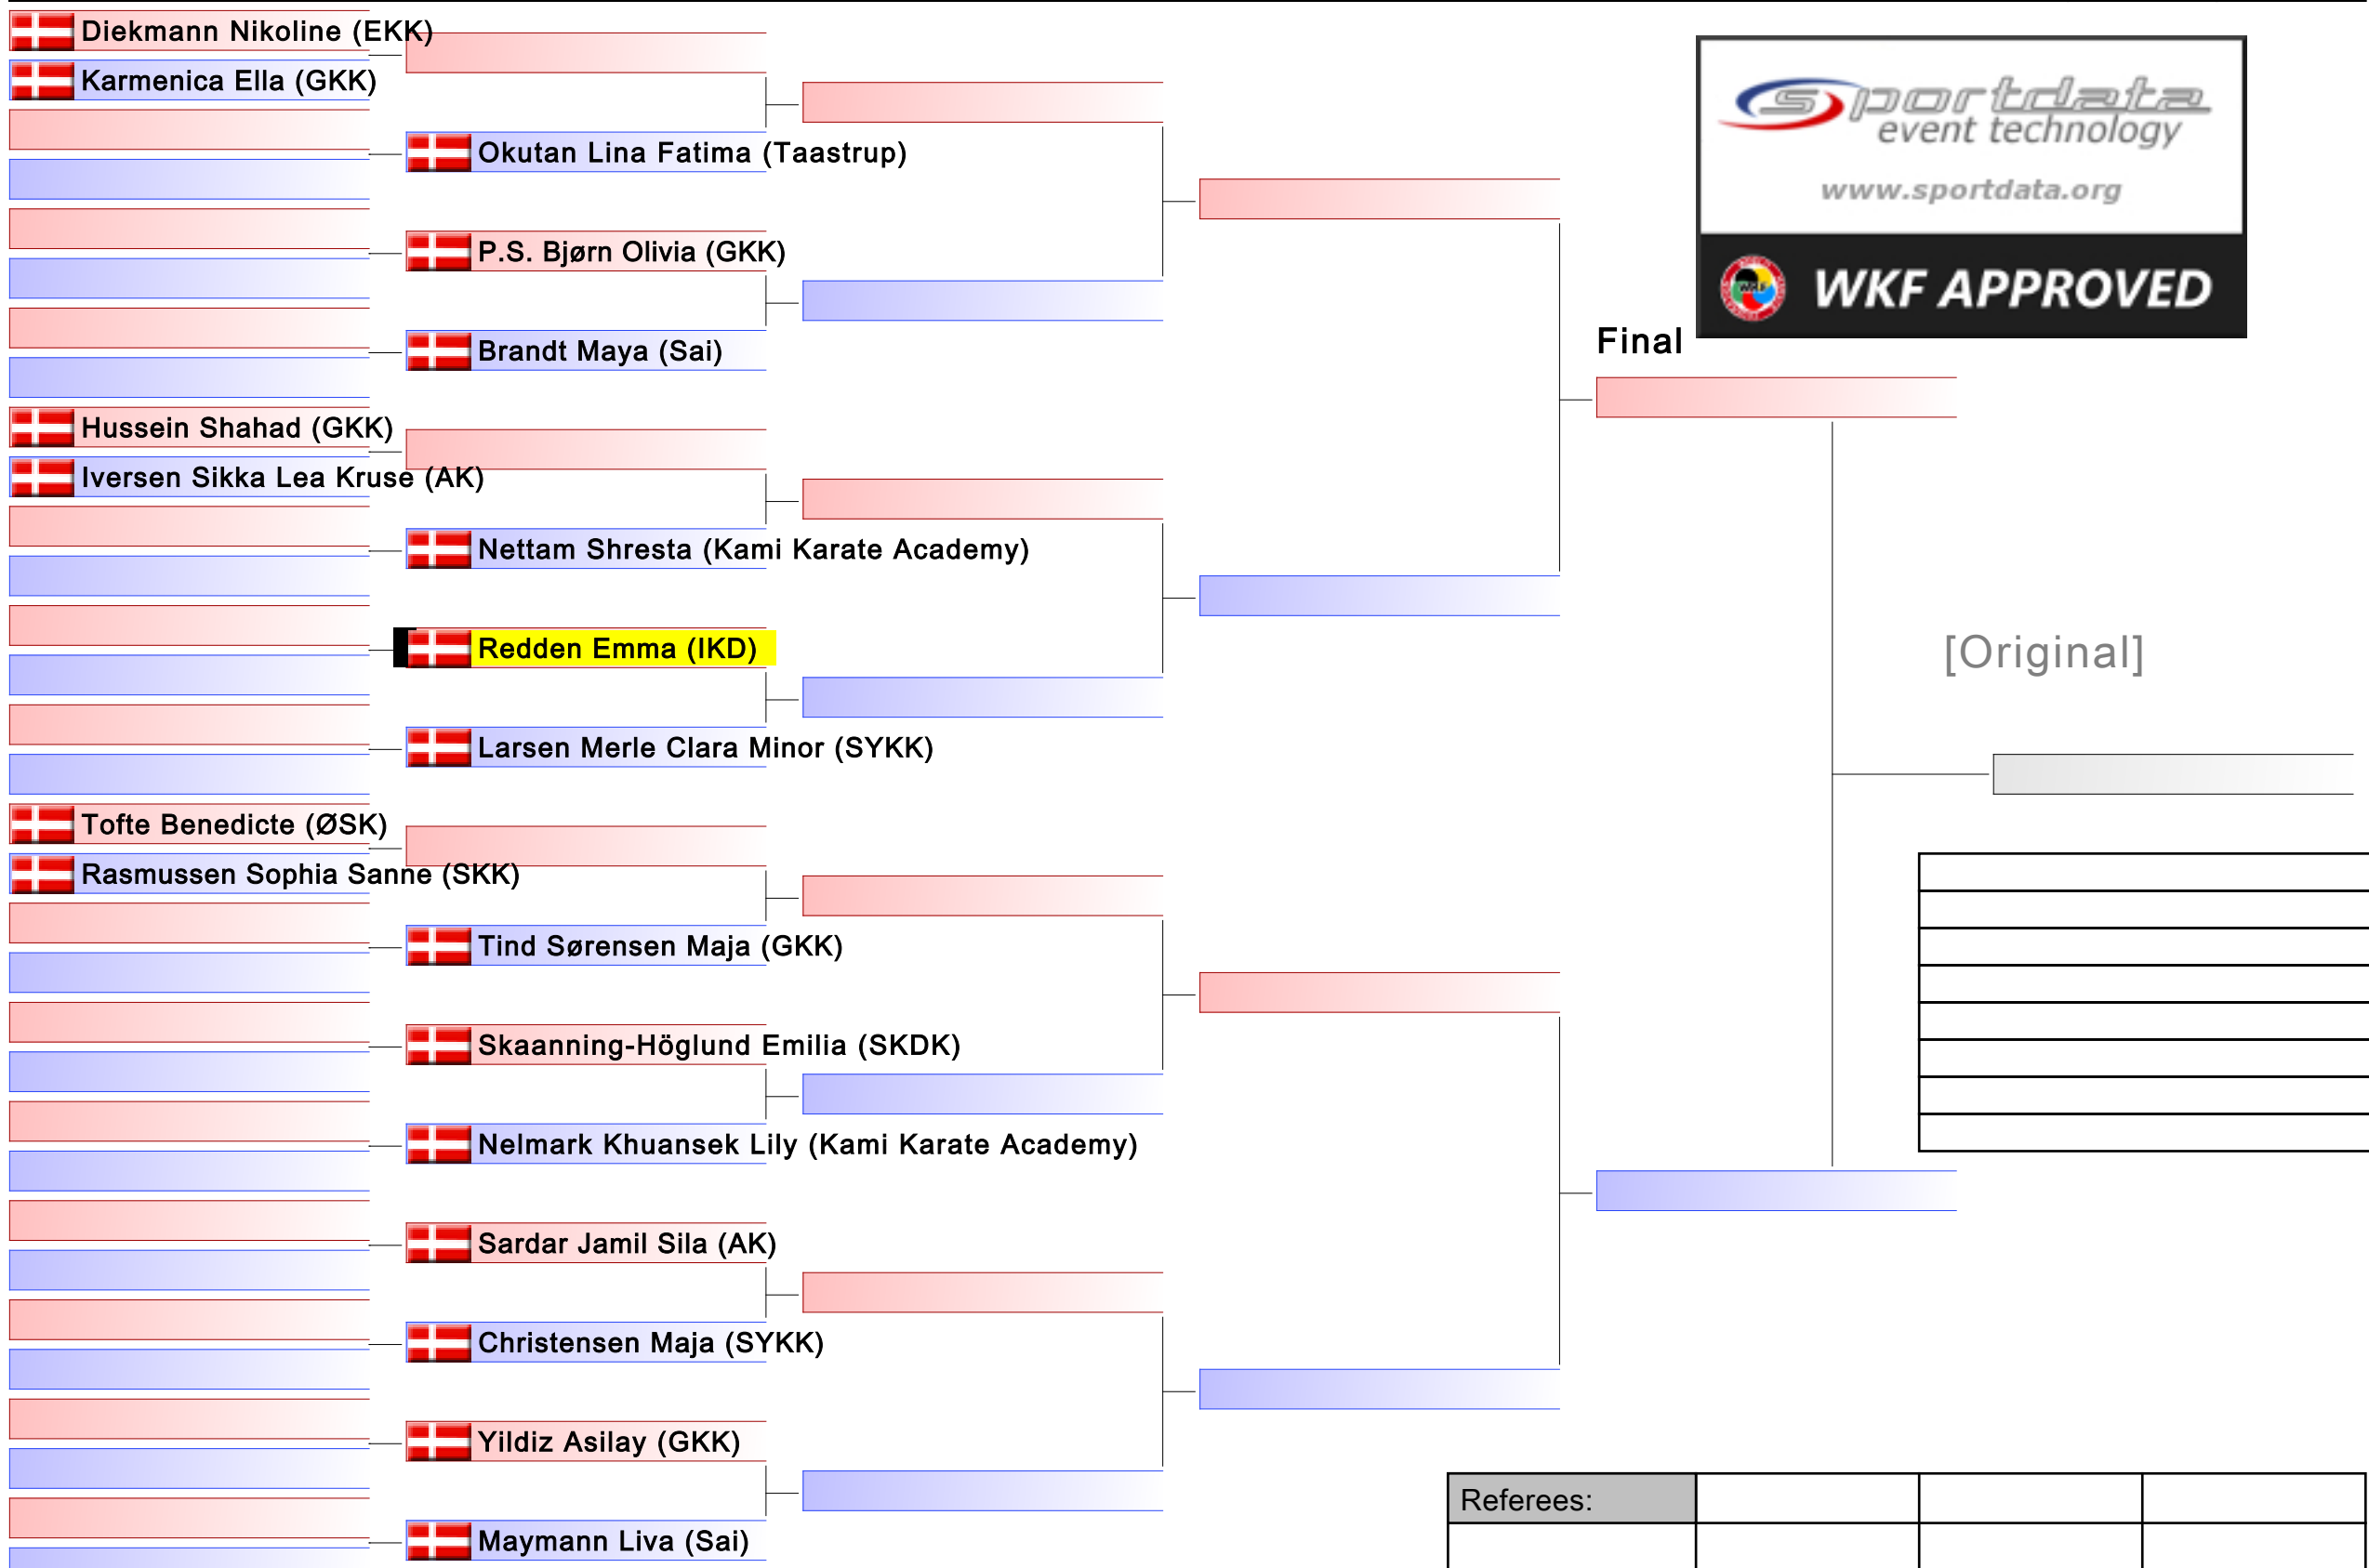 Diekmann Nikoline (EKK)
Karmenica Ella (GKK)
Okutan Lina Fatima (Taastrup)
P.S. Bjørn Olivia (GKK)
Brandt Maya (Sai)
Hussein Shahad (GKK)
Iversen Sikka Lea Kruse (AK)
Nettam Shresta (Kami Karate Academy)
Redden Emma (IKD)
Larsen Merle Clara Minor (SYKK)
Tofte Benedicte (ØSK)
Rasmussen Sophia Sanne (SKK)
Tind Sørensen Maja (GKK)
Skaanning-Höglund Emilia (SKDK)
Nelmark Khuansek Lily (Kami Karate Academy)
Sardar Jamil Sila (AK)
Christensen Maja (SYKK)
Yildiz Asilay (GKK)
Maymann Liva (Sai)
sportdata
event technology
www.sportdata.org
WKF
WKF APPROVED
Final
[Original]
Referees: